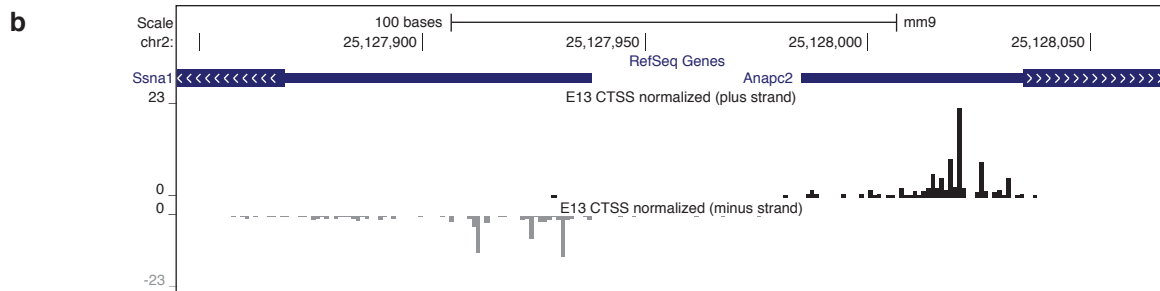 b
Scale 100 bases mm9
chr2: 25,127,900 25,127,950 25,128,000 25,128,050
RefSeq Genes
Ssna1 Anapc2
E13 CTSS normalized (plus strand)
23
0
0
E13 CTSS normalized (minus strand)
-23